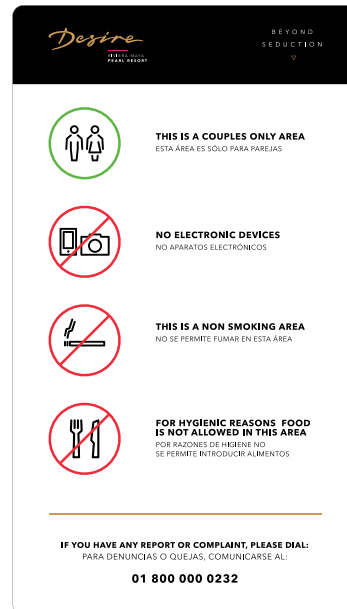 Desire
RIVIERA MAYA
PEARL RESORT
BEYOND
SEDUCTION
THIS IS A COUPLES ONLY AREA
ESTA ÁREA ES SÓLO PARA PAREJAS
NO ELECTRONIC DEVICES
NO APARATOS ELECTRÓNICOS
THIS IS A NON SMOKING AREA
NO SE PERMITE FUMAR EN ESTA ÁREA
FOR HYGIENIC REASONS FOOD
IS NOT ALLOWED IN THIS AREA
POR RAZONES DE HIGIENE NO
SE PERMITE INTRODUCIR ALIMENTOS
IF YOU HAVE ANY REPORT OR COMPLAINT, PLEASE DIAL:
PARA DENUNCIAS O QUEJAS, COMUNICARSE AL:
01 800 000 0232